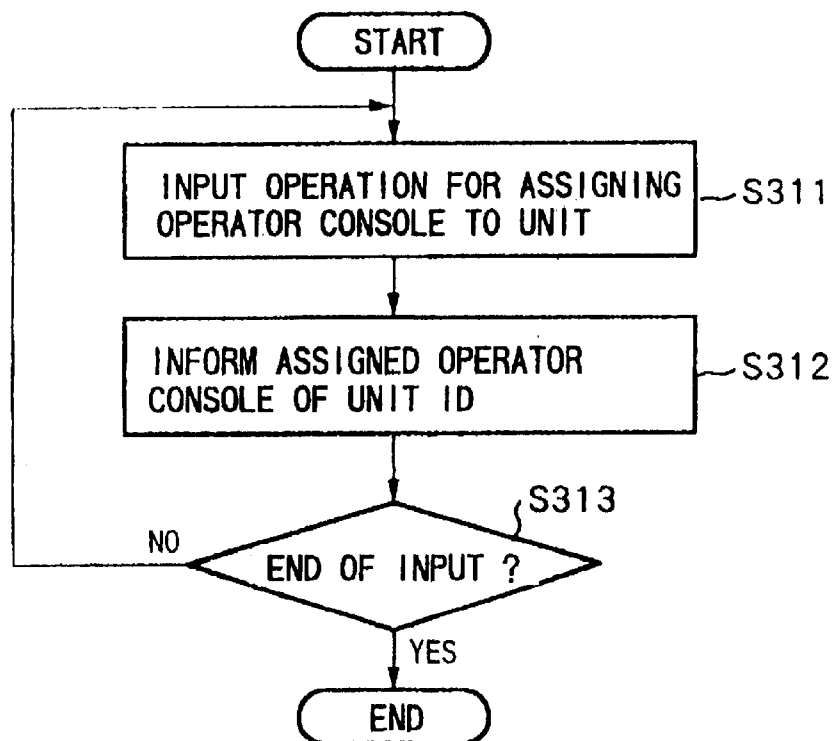 START
INPUT OPERATION FOR ASSIGNING
OPERATOR CONSOLE TO UNIT
S311
INFORM ASSIGNED OPERATOR
CONSOLE OF UNIT ID
S312
S313
NO
END OF INPUT ?
YES
END